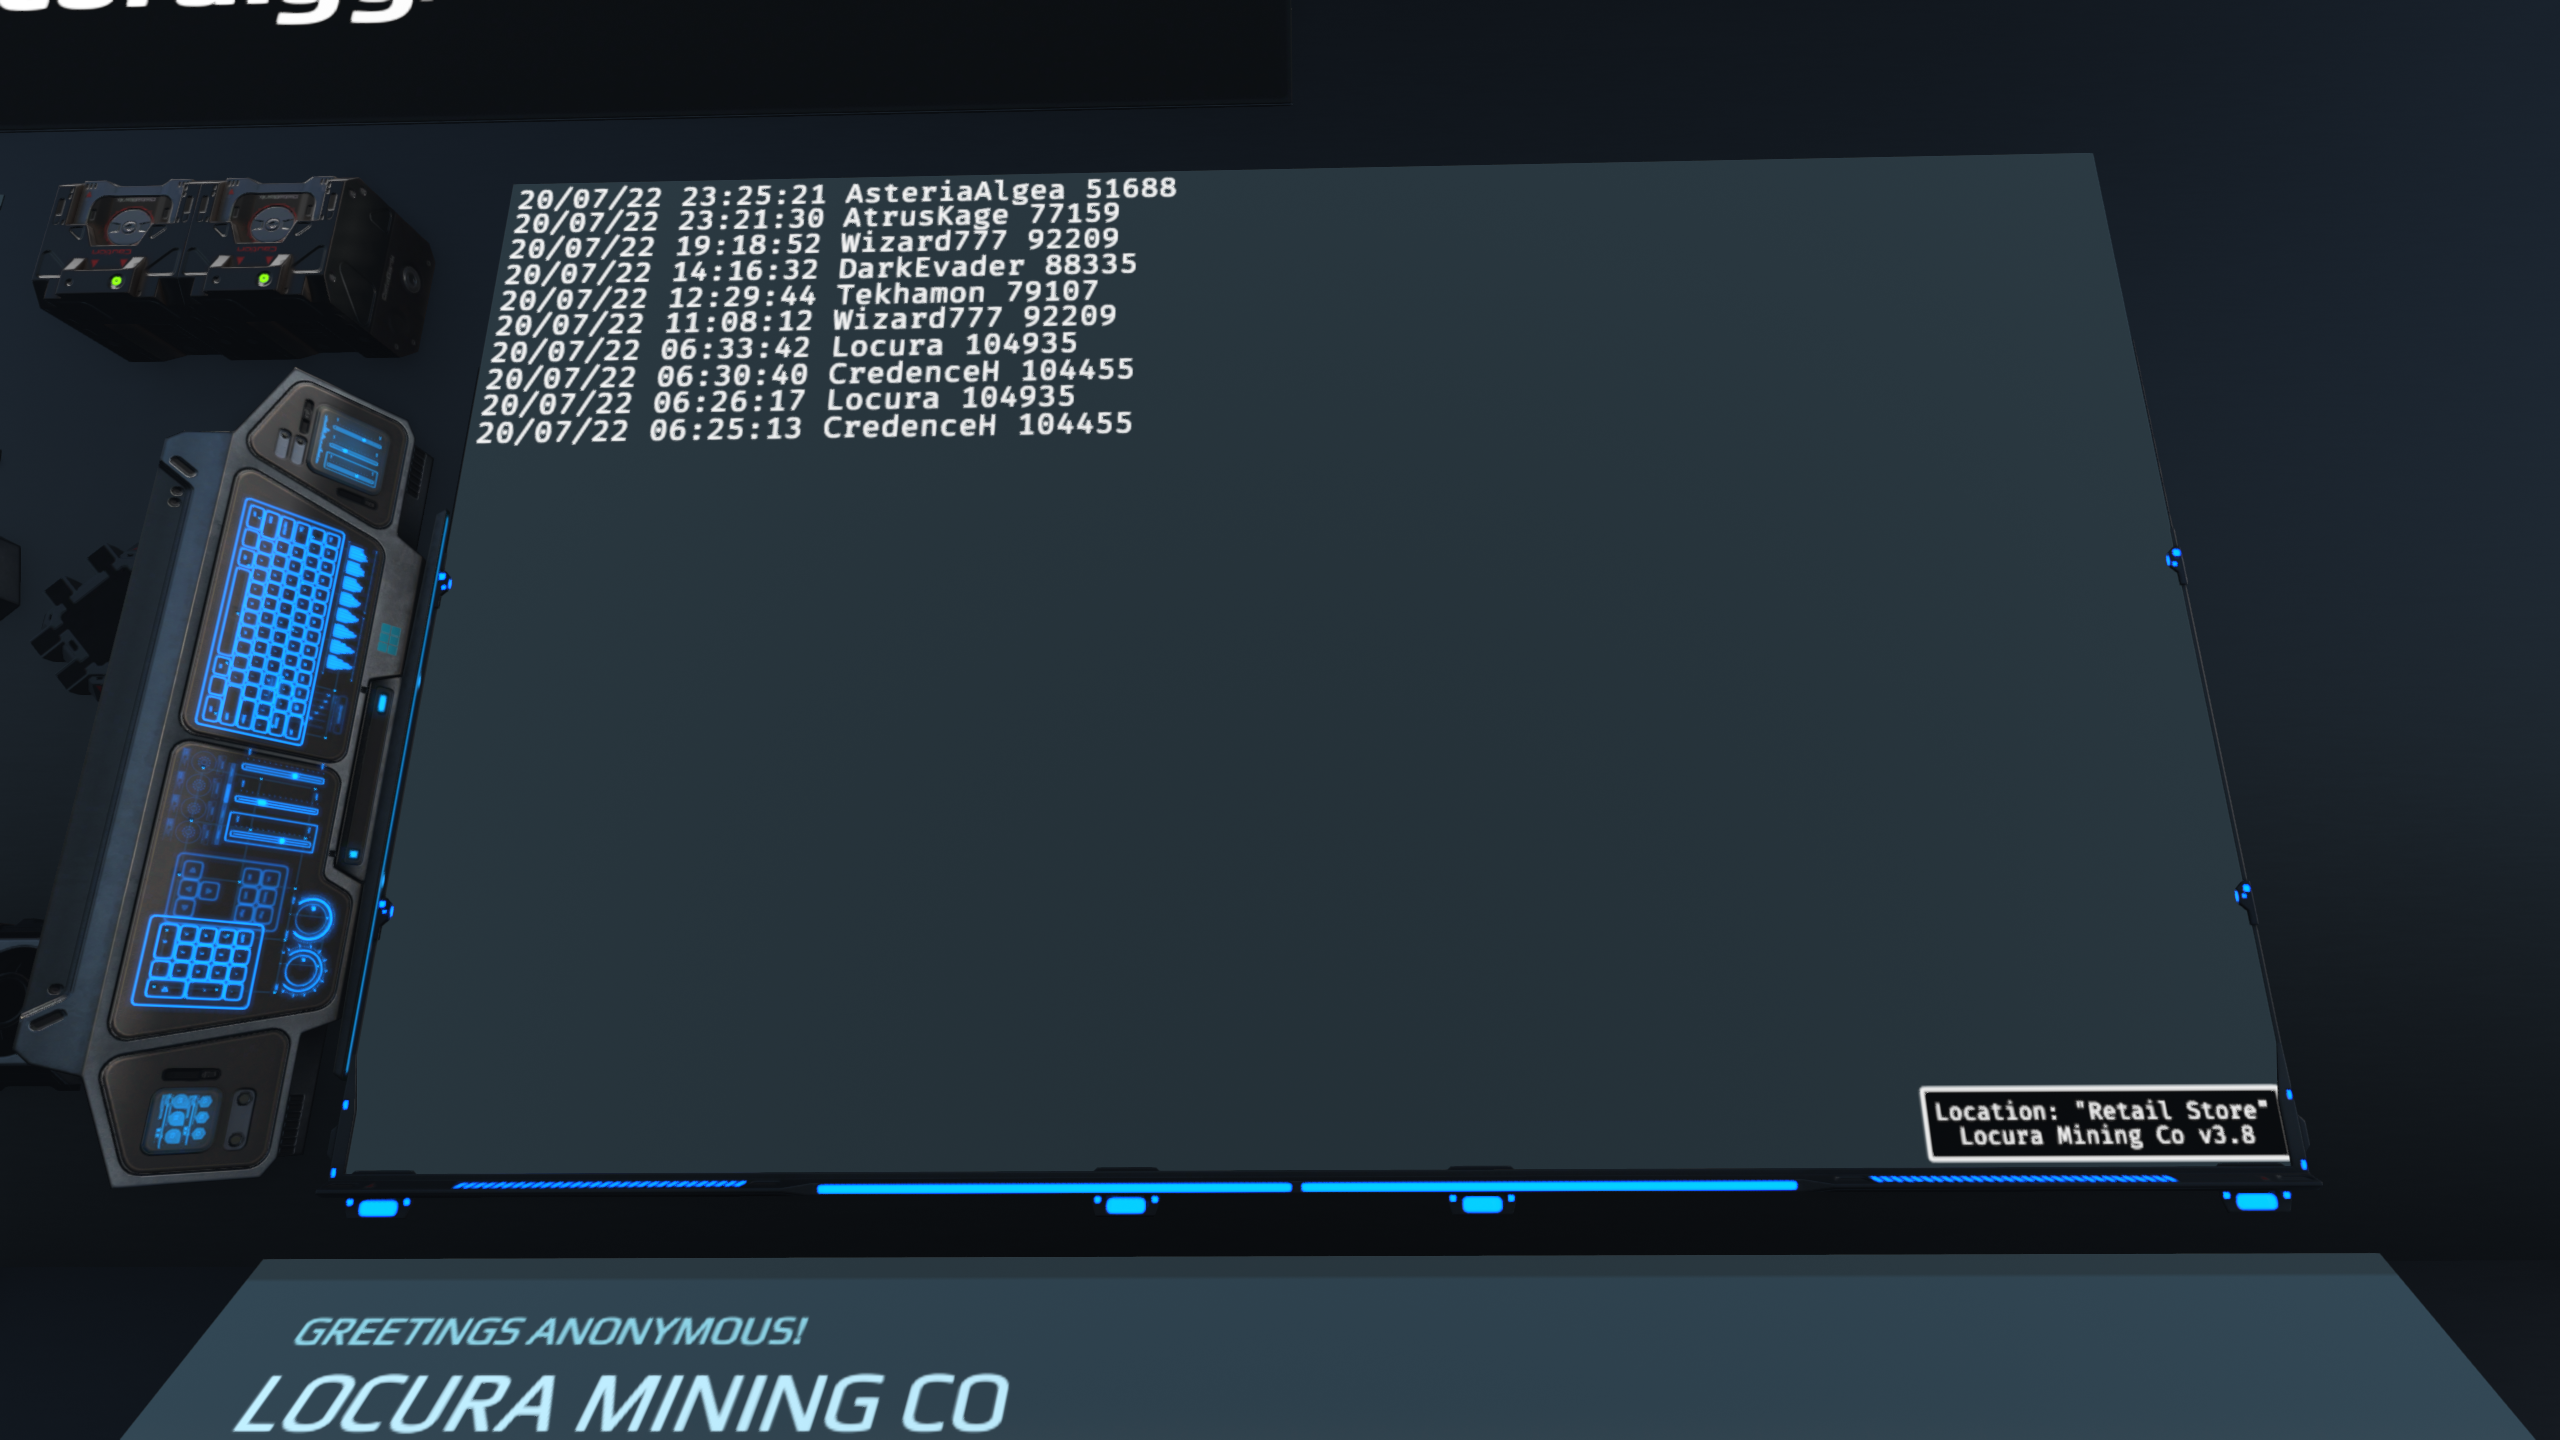 20/07/22 23:25:21 AsteriaAlgea 51688
20/07/22 23:21:30 AtrusKage 77159
20/07/22 19:18:52 Wizard777 92209
20/07/22 14:16:32 DarkEvader 88335
20/07/22 12:29:44 Tekhamon 79107
20/07/22 11:08:12 Wizard777 92209
20/07/22 06:33:42 Locura 104935
20/07/22 06:30:40 CredenceH 104455
20/07/22 06:26:17 Locura 104935
20/07/22 06:25:13 CredenceH 104455
Location: "Retail Store"
Locura Mining Co v3.8
GREETINGS ANONYMOUS!
LOCURA MINING CO